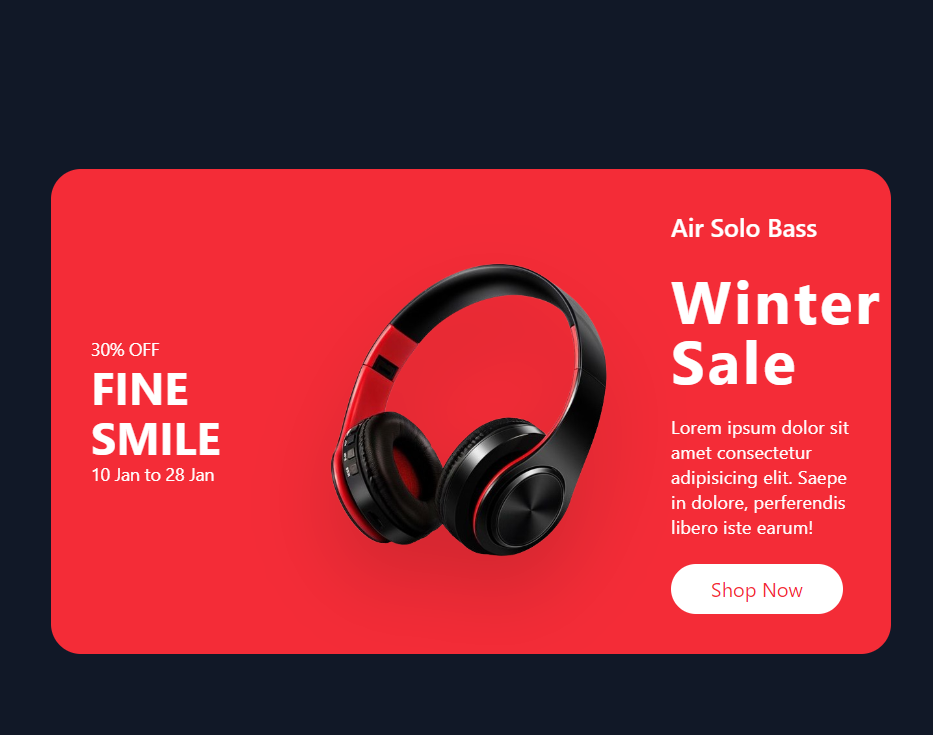 30% OFF
FINE
SMILE
10 Jan to 28 Jan
Air Solo Bass
Winter
Sale
Lorem ipsum dolor sit
amet consectetur
adipisicing elit. Saepe
in dolore, perferendis
libero iste earum!
Shop Now